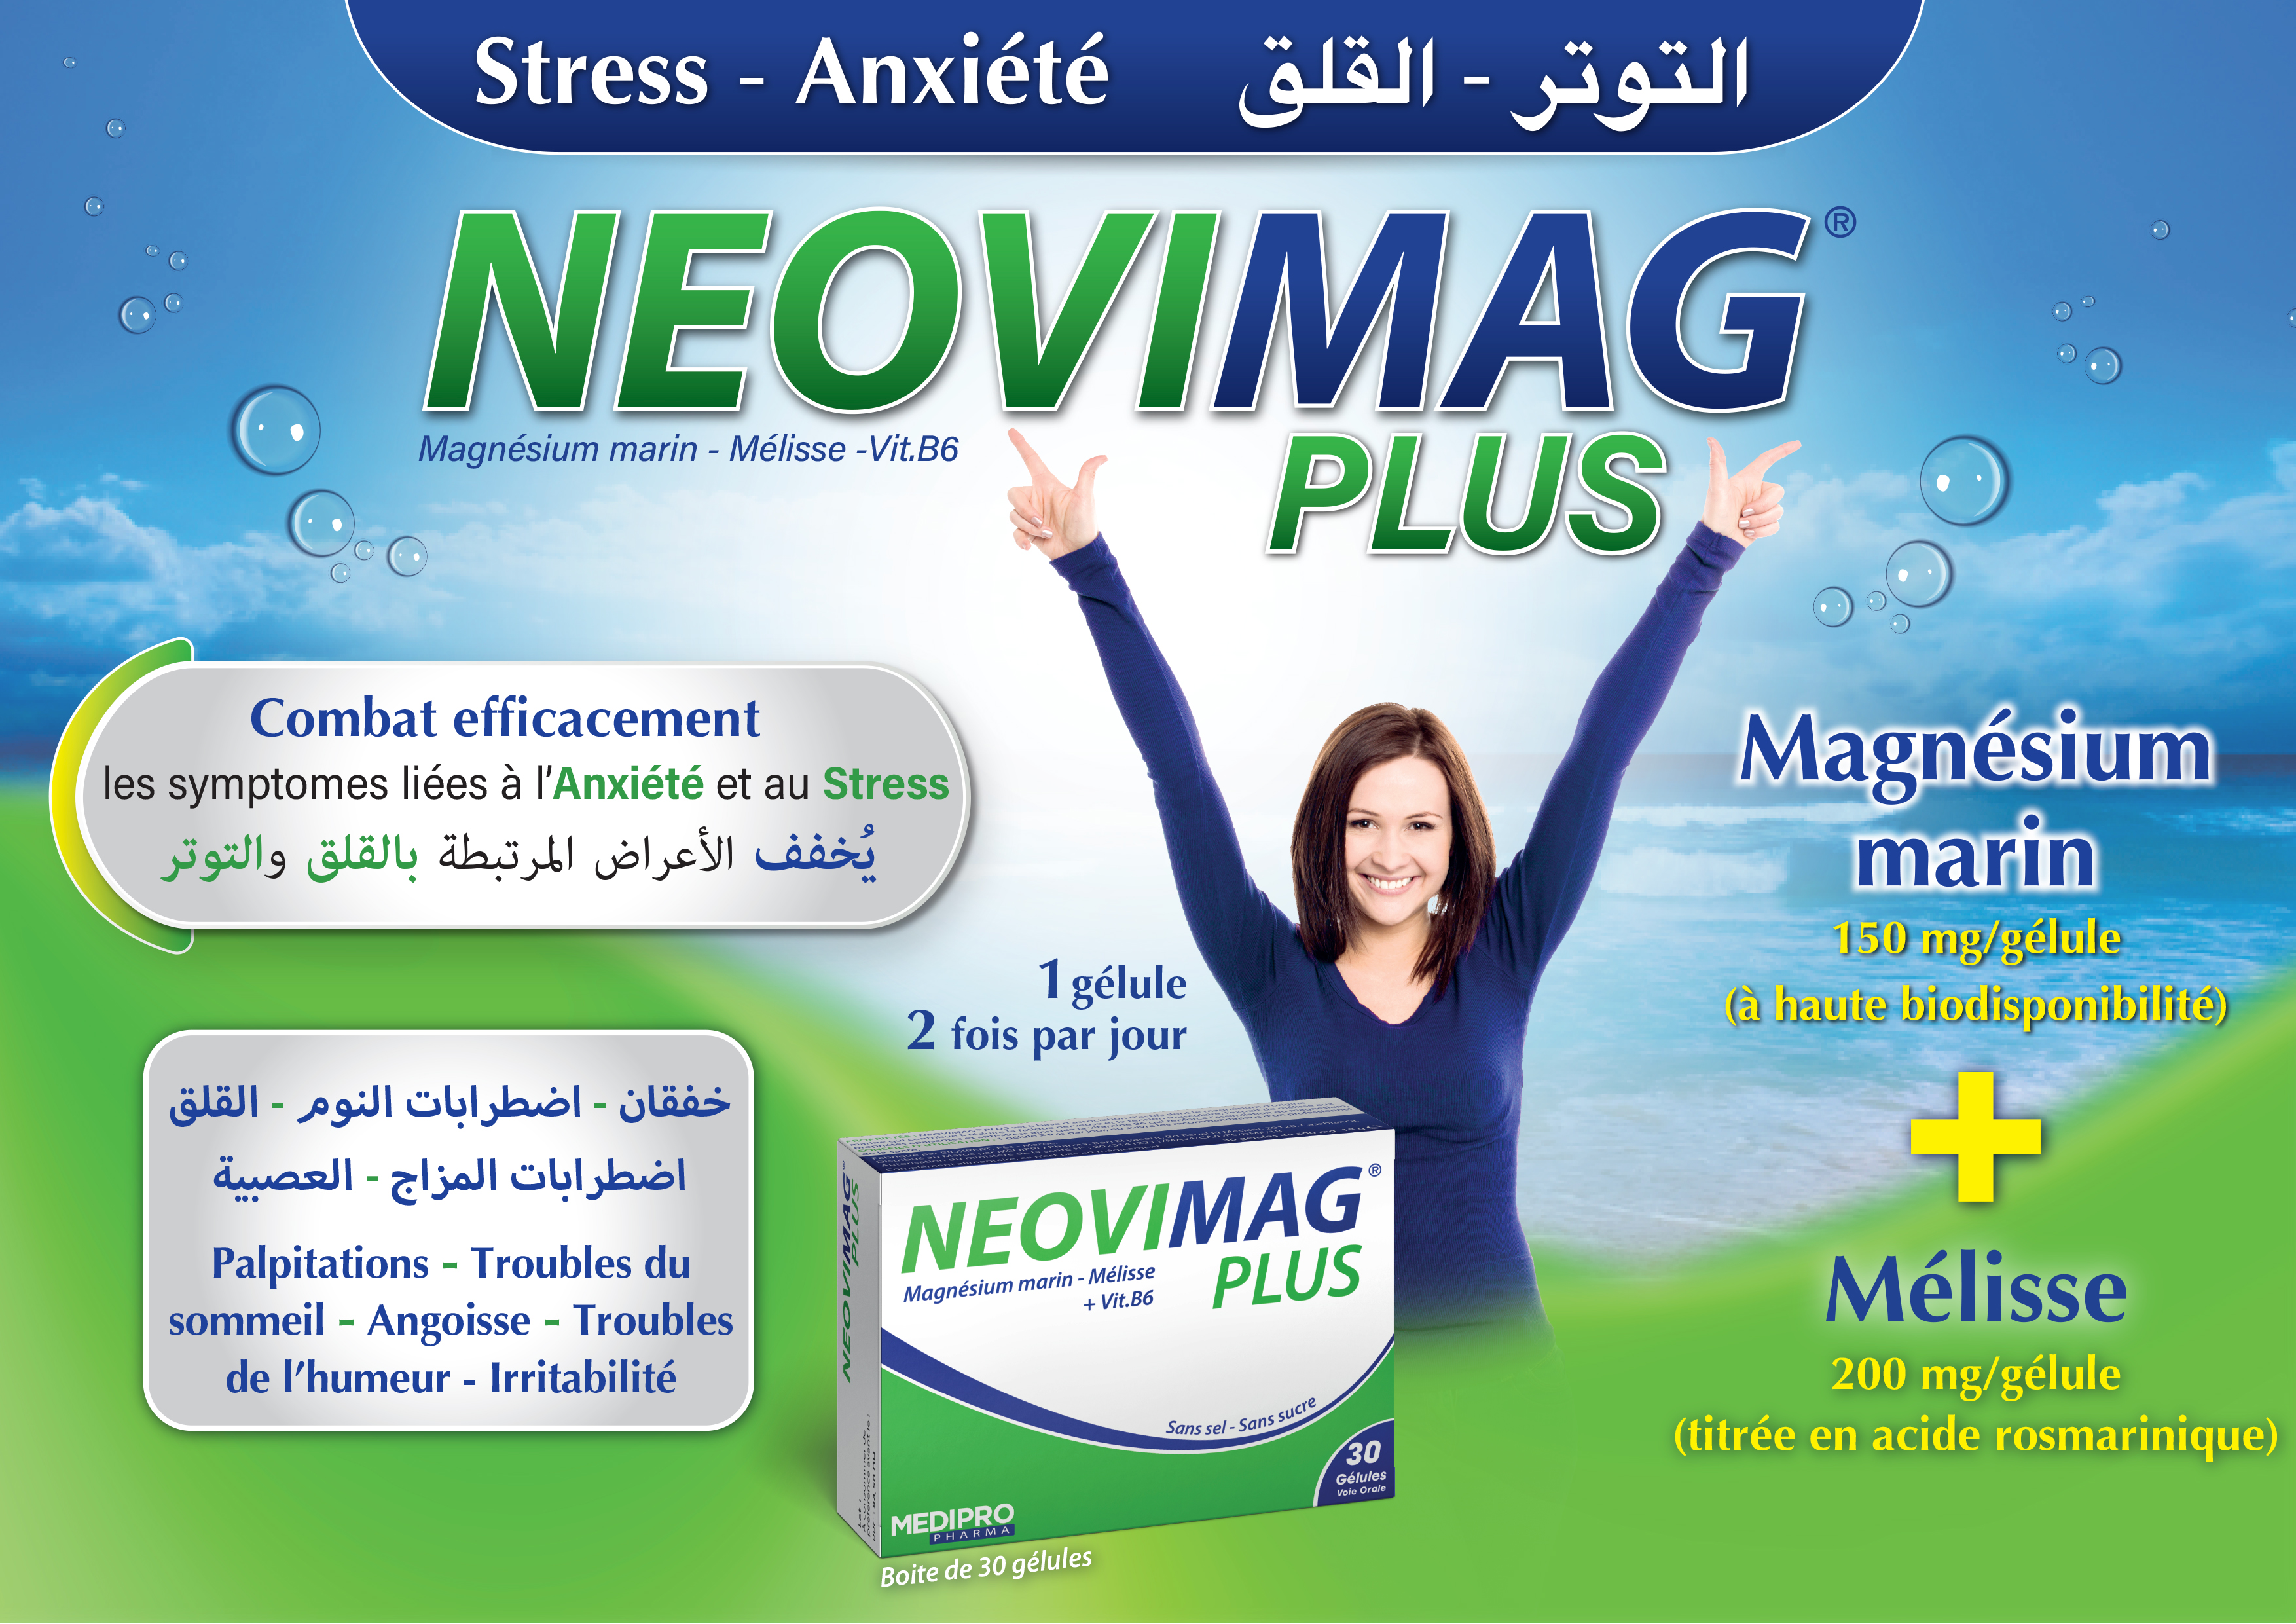 Stress - Anxiété
التوتر - القلق
NEOVIMAG®
Magnésium marin - Mélisse -Vit.B6
PLUS
Combat efficacement
les symptomes liées à l'Anxiété et au Stress
يُخفف الأعراض المرتبطة بالقلق والتوتر
Magnésium
marin
150 mg/gélule
(à haute biodisponibilité)
Mélisse
200 mg/gélule
(titrée en acide rosmarinique)
1 gélule
2 fois par jour
خفقان - اضطرابات النوم - القلق
اضطرابات المزاج - العصبية
Palpitations - Troubles du
sommeil - Angoisse - Troubles
de l'humeur - Irritabilité
NEOVIMAG PLUS
NEOVIMAG®
PLUS
Magnésium marin - Mélisse
+ Vit.B6
Sans sel - Sans sucre
30
Gélules
Voie Orale
MEDIPRO
PHARMA
Boite de 30 gélules